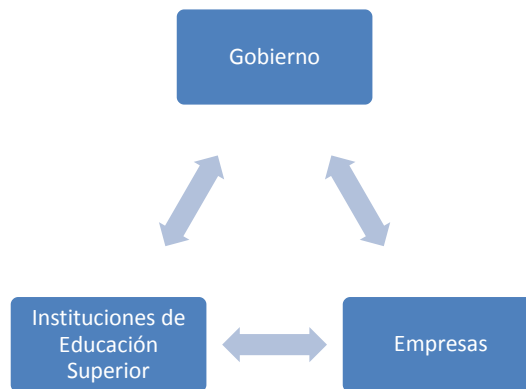 Gobierno
Instituciones de
Educación
Superior
Empresas